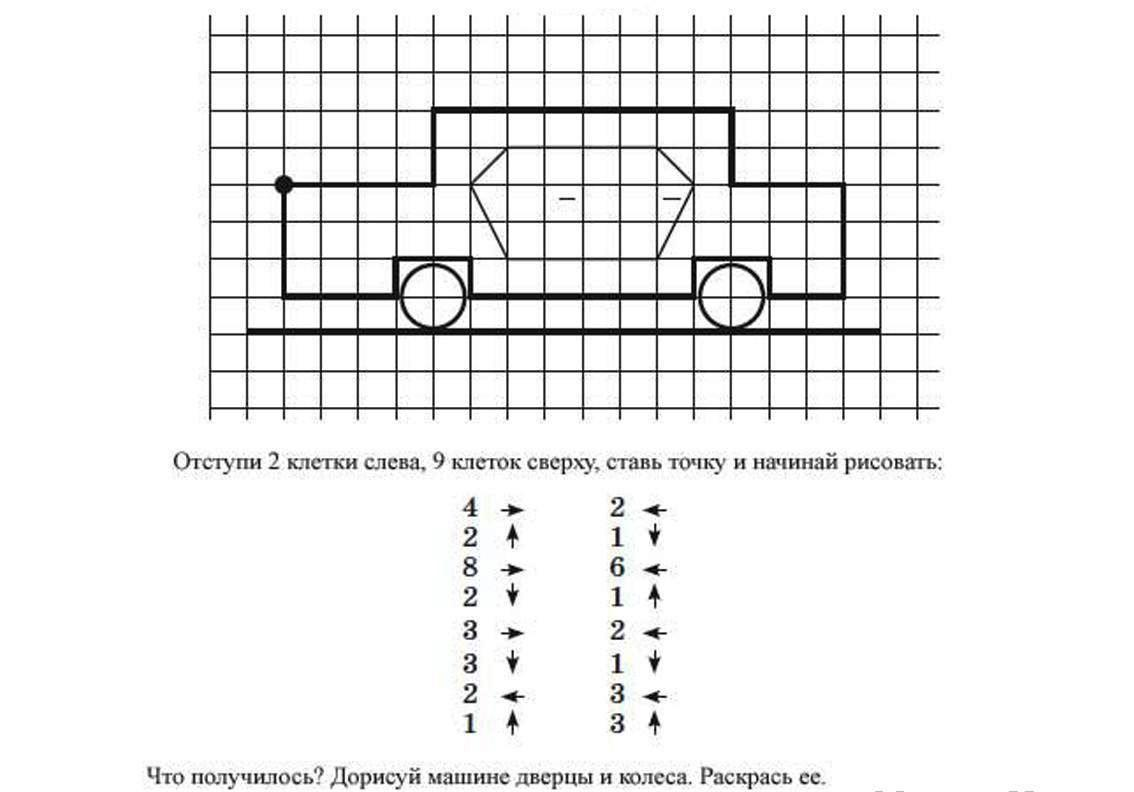 Отступи 2 клетки слева, 9 клеток сверху, ставь точку и начинай рисовать:
4 → 2 ←
2 ↑ 1 ↓
8 → 6 ←
2 ↓ 1 ↑
3 → 2 ←
3 ↓ 1 ↓
2 ← 3 ←
1 ↑ 3 ↑
Что получилось? Дорисуй машине дверцы и колеса. Раскрась ее.